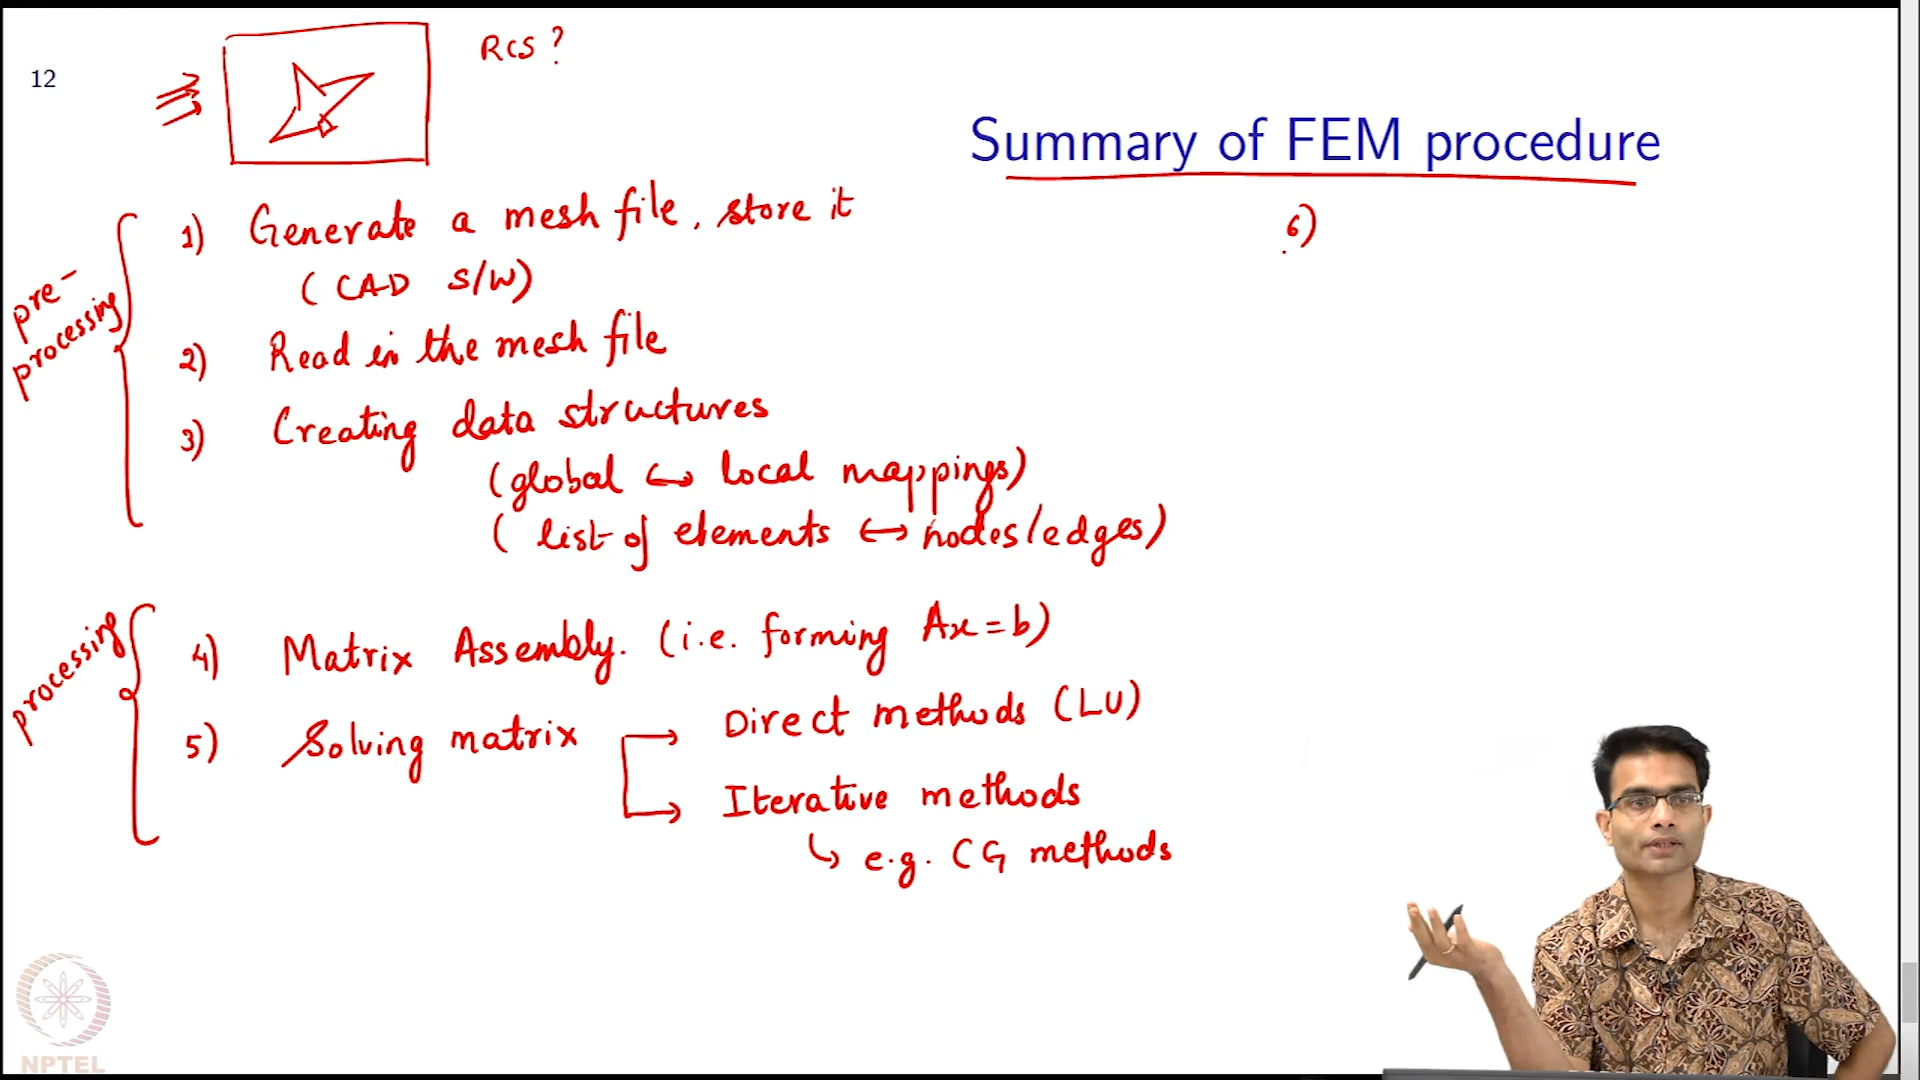 12
RCS ?
Summary of FEM procedure
1) Generate a mesh file, store it
(CAD S/W)
2) Read in the mesh file
3) Creating data structures
(global ↔ local mappings)
( list of elements ↔ nodes/edges)
pre-
processing
4) Matrix Assembly. (i.e. forming Ax=b)
5) Solving matrix → Direct methods (LU)
→ Iterative methods
↳ e.g. CG methods
processing
6)
NPTEL